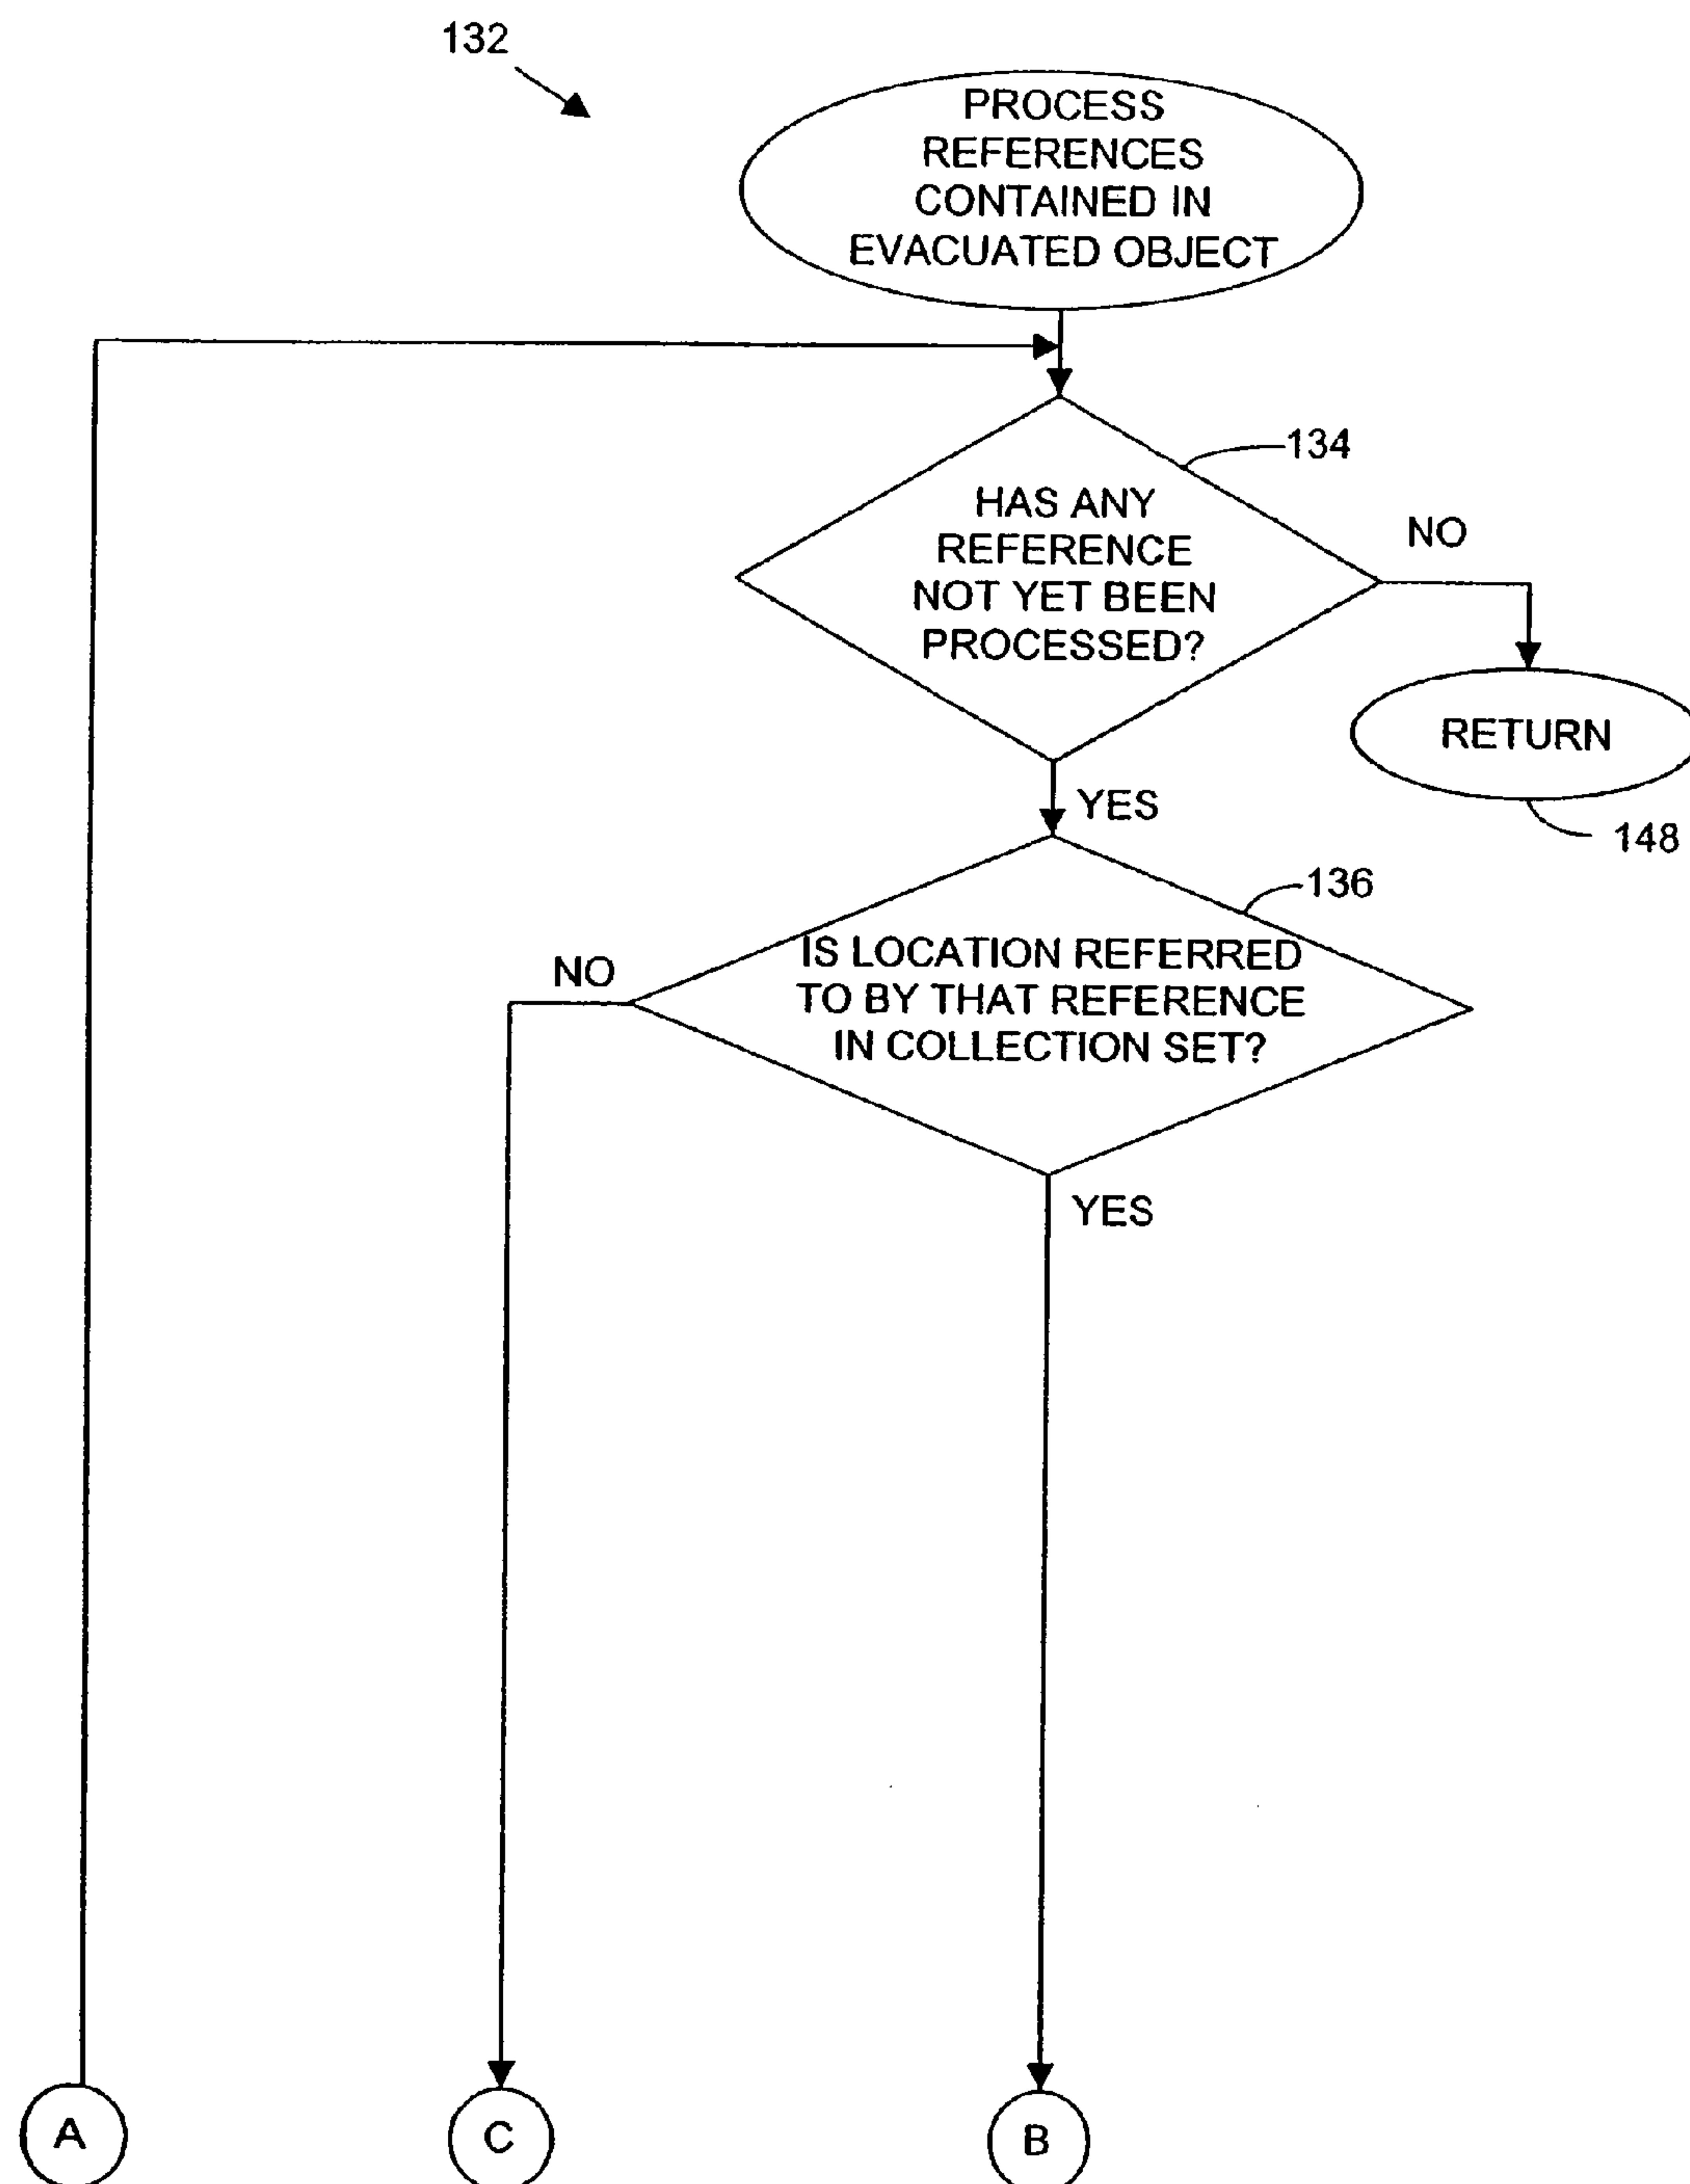 132
PROCESS
REFERENCES
CONTAINED IN
EVACUATED OBJECT
134
HAS ANY
REFERENCE
NOT YET BEEN
PROCESSED?
NO
RETURN
148
YES
136
IS LOCATION REFERRED
TO BY THAT REFERENCE
IN COLLECTION SET?
NO
YES
A
C
B